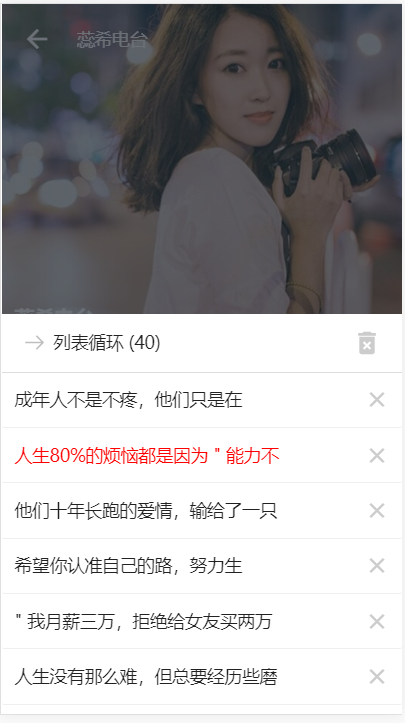 蕊希电台
蕊希电台
列表循环 (40)
成年人不是不疼，他们只是在
人生80%的烦恼都是因为＂能力不
他们十年长跑的爱情，输给了一只
希望你认准自己的路，努力生
＂我月薪三万，拒绝给女友买两万
人生没有那么难，但总要经历些磨